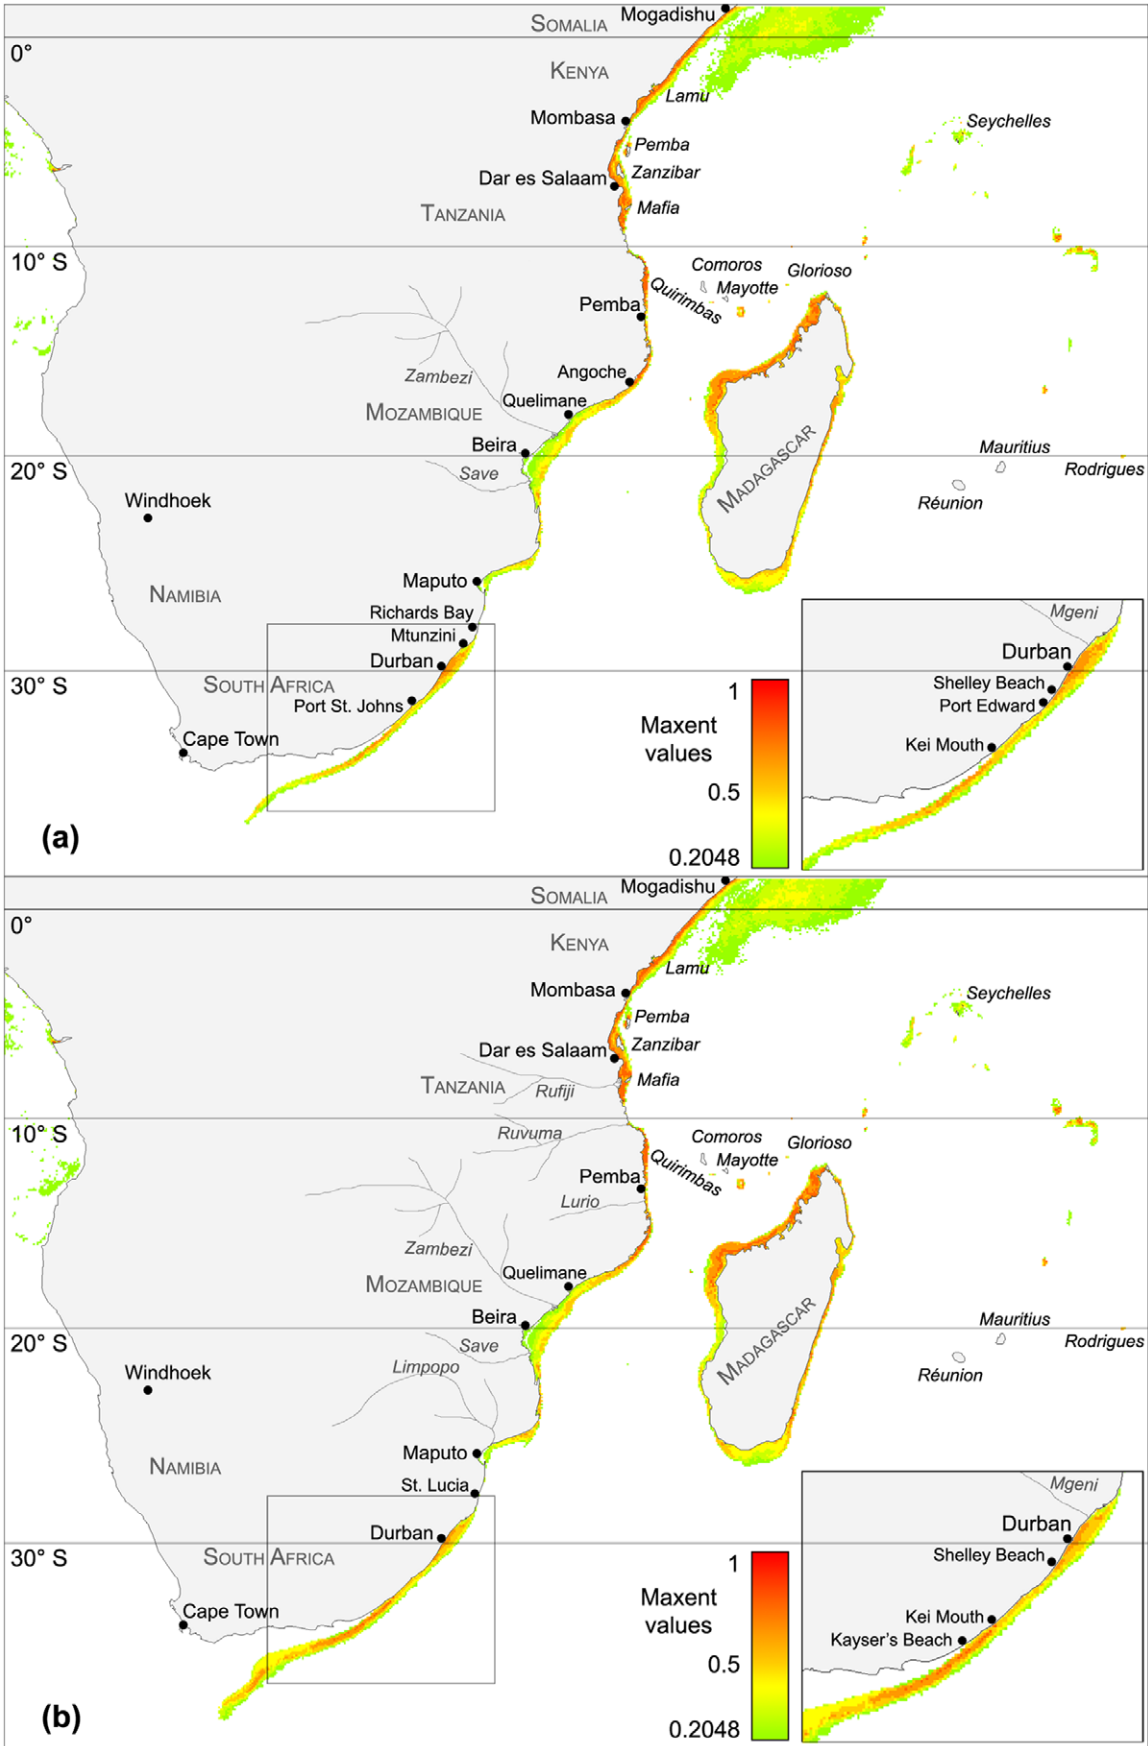 SOMALIA
Mogadishu
0°
KENYA
Lamu
Mombasa
Seychelles
Pemba
Zanzibar
Dar es Salaam
Mafia
TANZANIA
10° S
Comoros
Glorioso
Mayotte
Quirimbas
Pemba
Angoche
Zambezi
Quelimane
MOZAMBIQUE
Beira
20° S
Save
MADAGASCAR
Mauritius
Rodrigues
Réunion
Windhoek
Maputo
NAMIBIA
Richards Bay
Mtunzini
Durban
30° S
SOUTH AFRICA
Port St. Johns
Cape Town
Maxent
values
1
0.5
0.2048
Mgeni
Durban
Shelley Beach
Port Edward
Kei Mouth
(a)
SOMALIA
Mogadishu
0°
KENYA
Lamu
Mombasa
Seychelles
Pemba
Zanzibar
Dar es Salaam
Mafia
TANZANIA
Rufiji
10° S
Ruvuma
Comoros
Glorioso
Mayotte
Quirimbas
Pemba
Lurio
Zambezi
Quelimane
MOZAMBIQUE
Beira
20° S
Save
Limpopo
MADAGASCAR
Mauritius
Rodrigues
Réunion
Windhoek
Maputo
NAMIBIA
St. Lucia
Durban
30° S
SOUTH AFRICA
Cape Town
Maxent
values
1
0.5
0.2048
Mgeni
Durban
Shelley Beach
Kei Mouth
Kayser's Beach
(b)